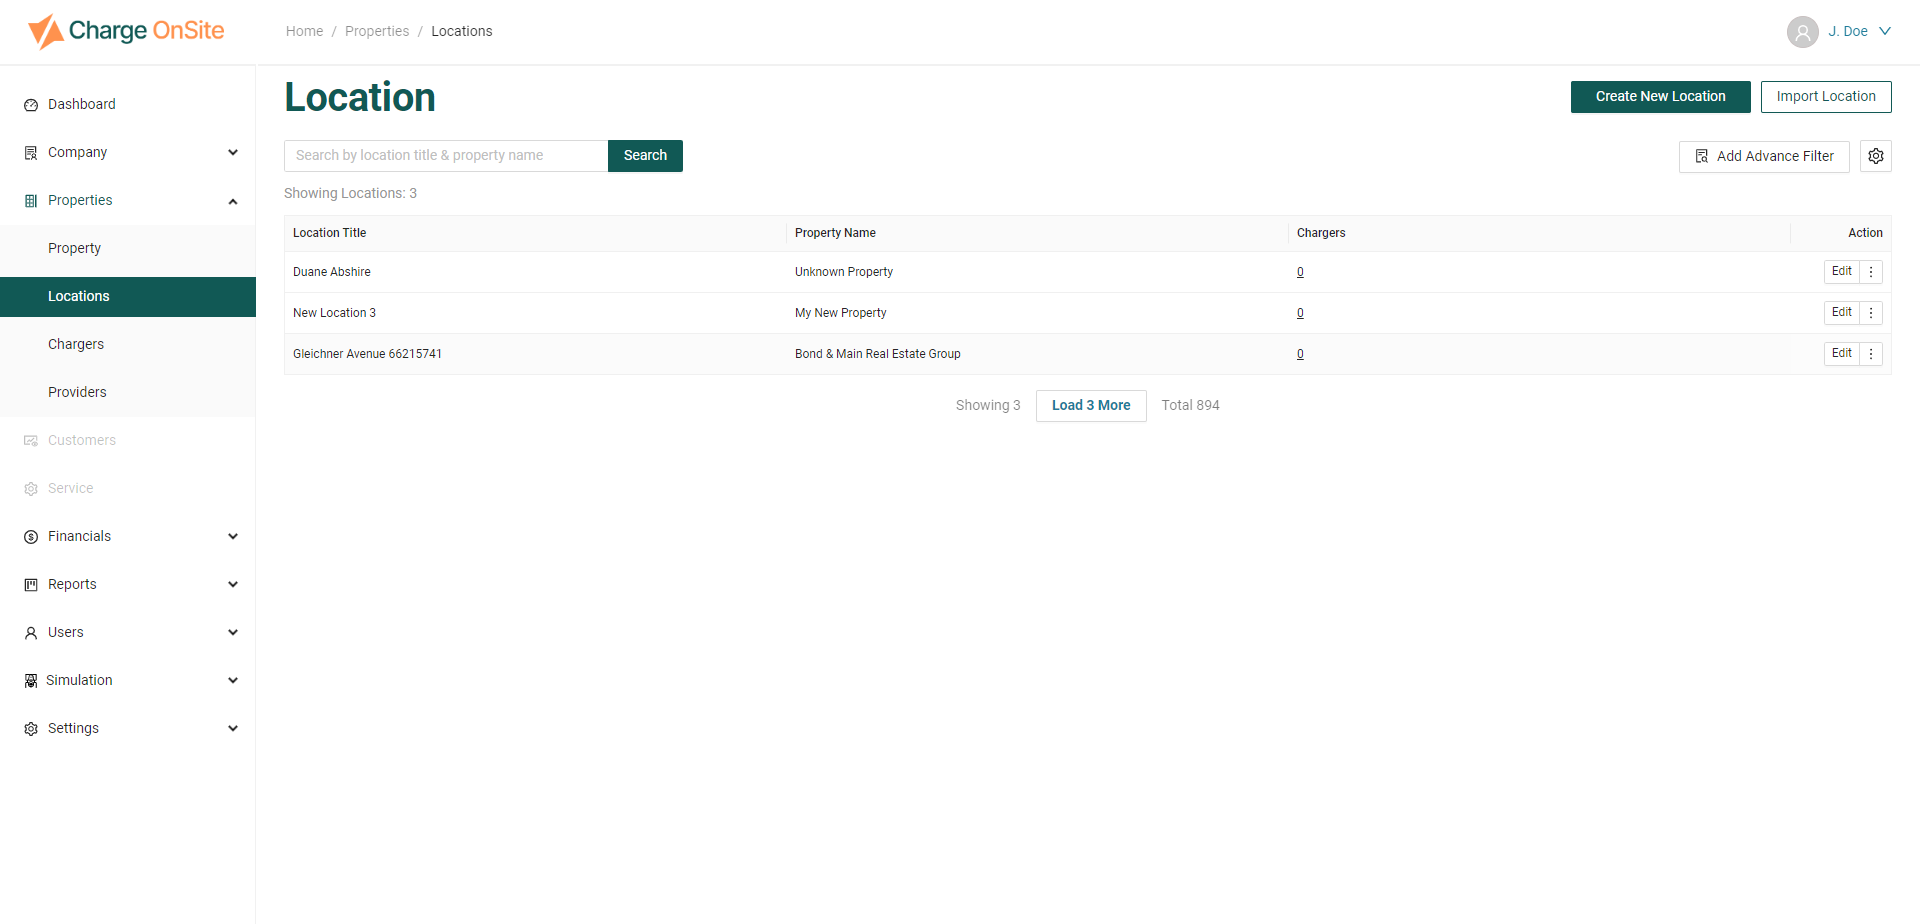 Charge OnSite
Home / Properties / Locations
J. Doe
Dashboard
Company
Properties
Property
Locations
Chargers
Providers
Customers
Service
Financials
Reports
Users
Simulation
Settings
Location
Create New Location
Import Location
Search by location title & property name
Search
Add Advance Filter
Showing Locations: 3
Location Title Property Name Chargers Action
Duane Abshire Unknown Property 0 Edit
New Location 3 My New Property 0 Edit
Gleichner Avenue 66215741 Bond & Main Real Estate Group 0 Edit
Showing 3 Load 3 More Total 894